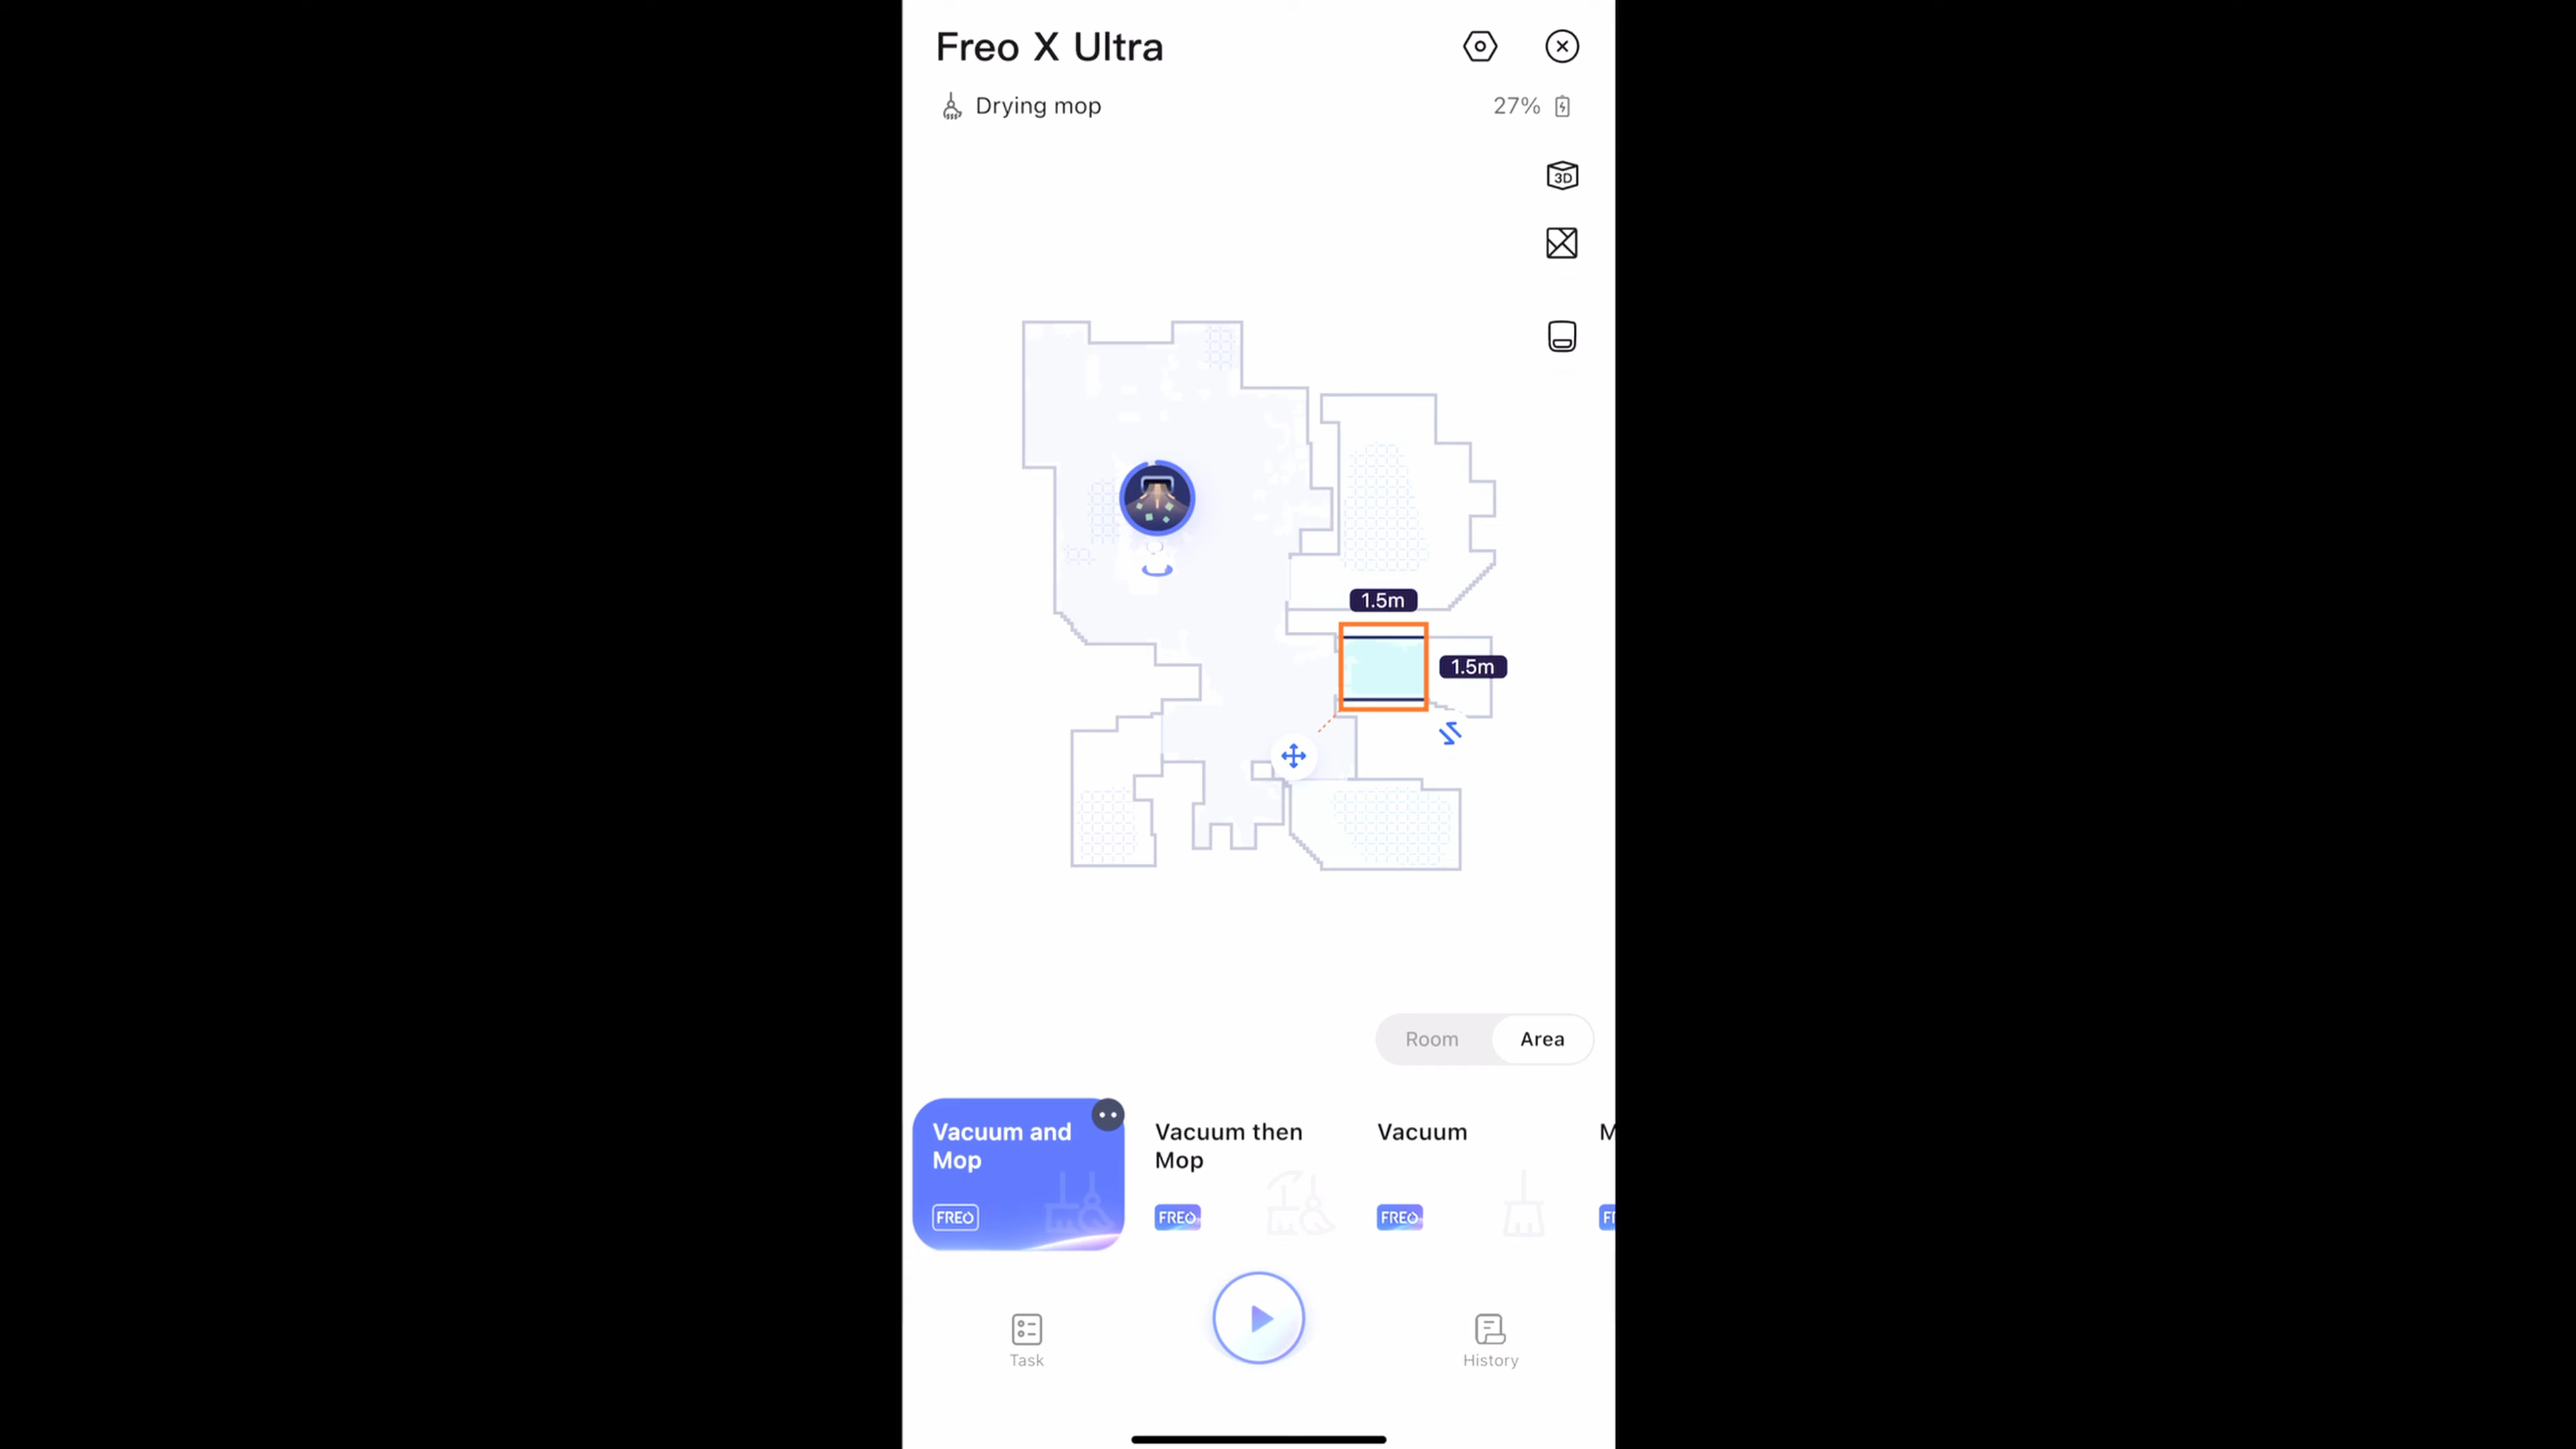 Freo X Ultra
Drying mop
27%
3D
1.5m
1.5m
Room
Area
Vacuum and
Mop
FREO
Vacuum then
Mop
FREO
Vacuum
FREO
M
FR
Task
History